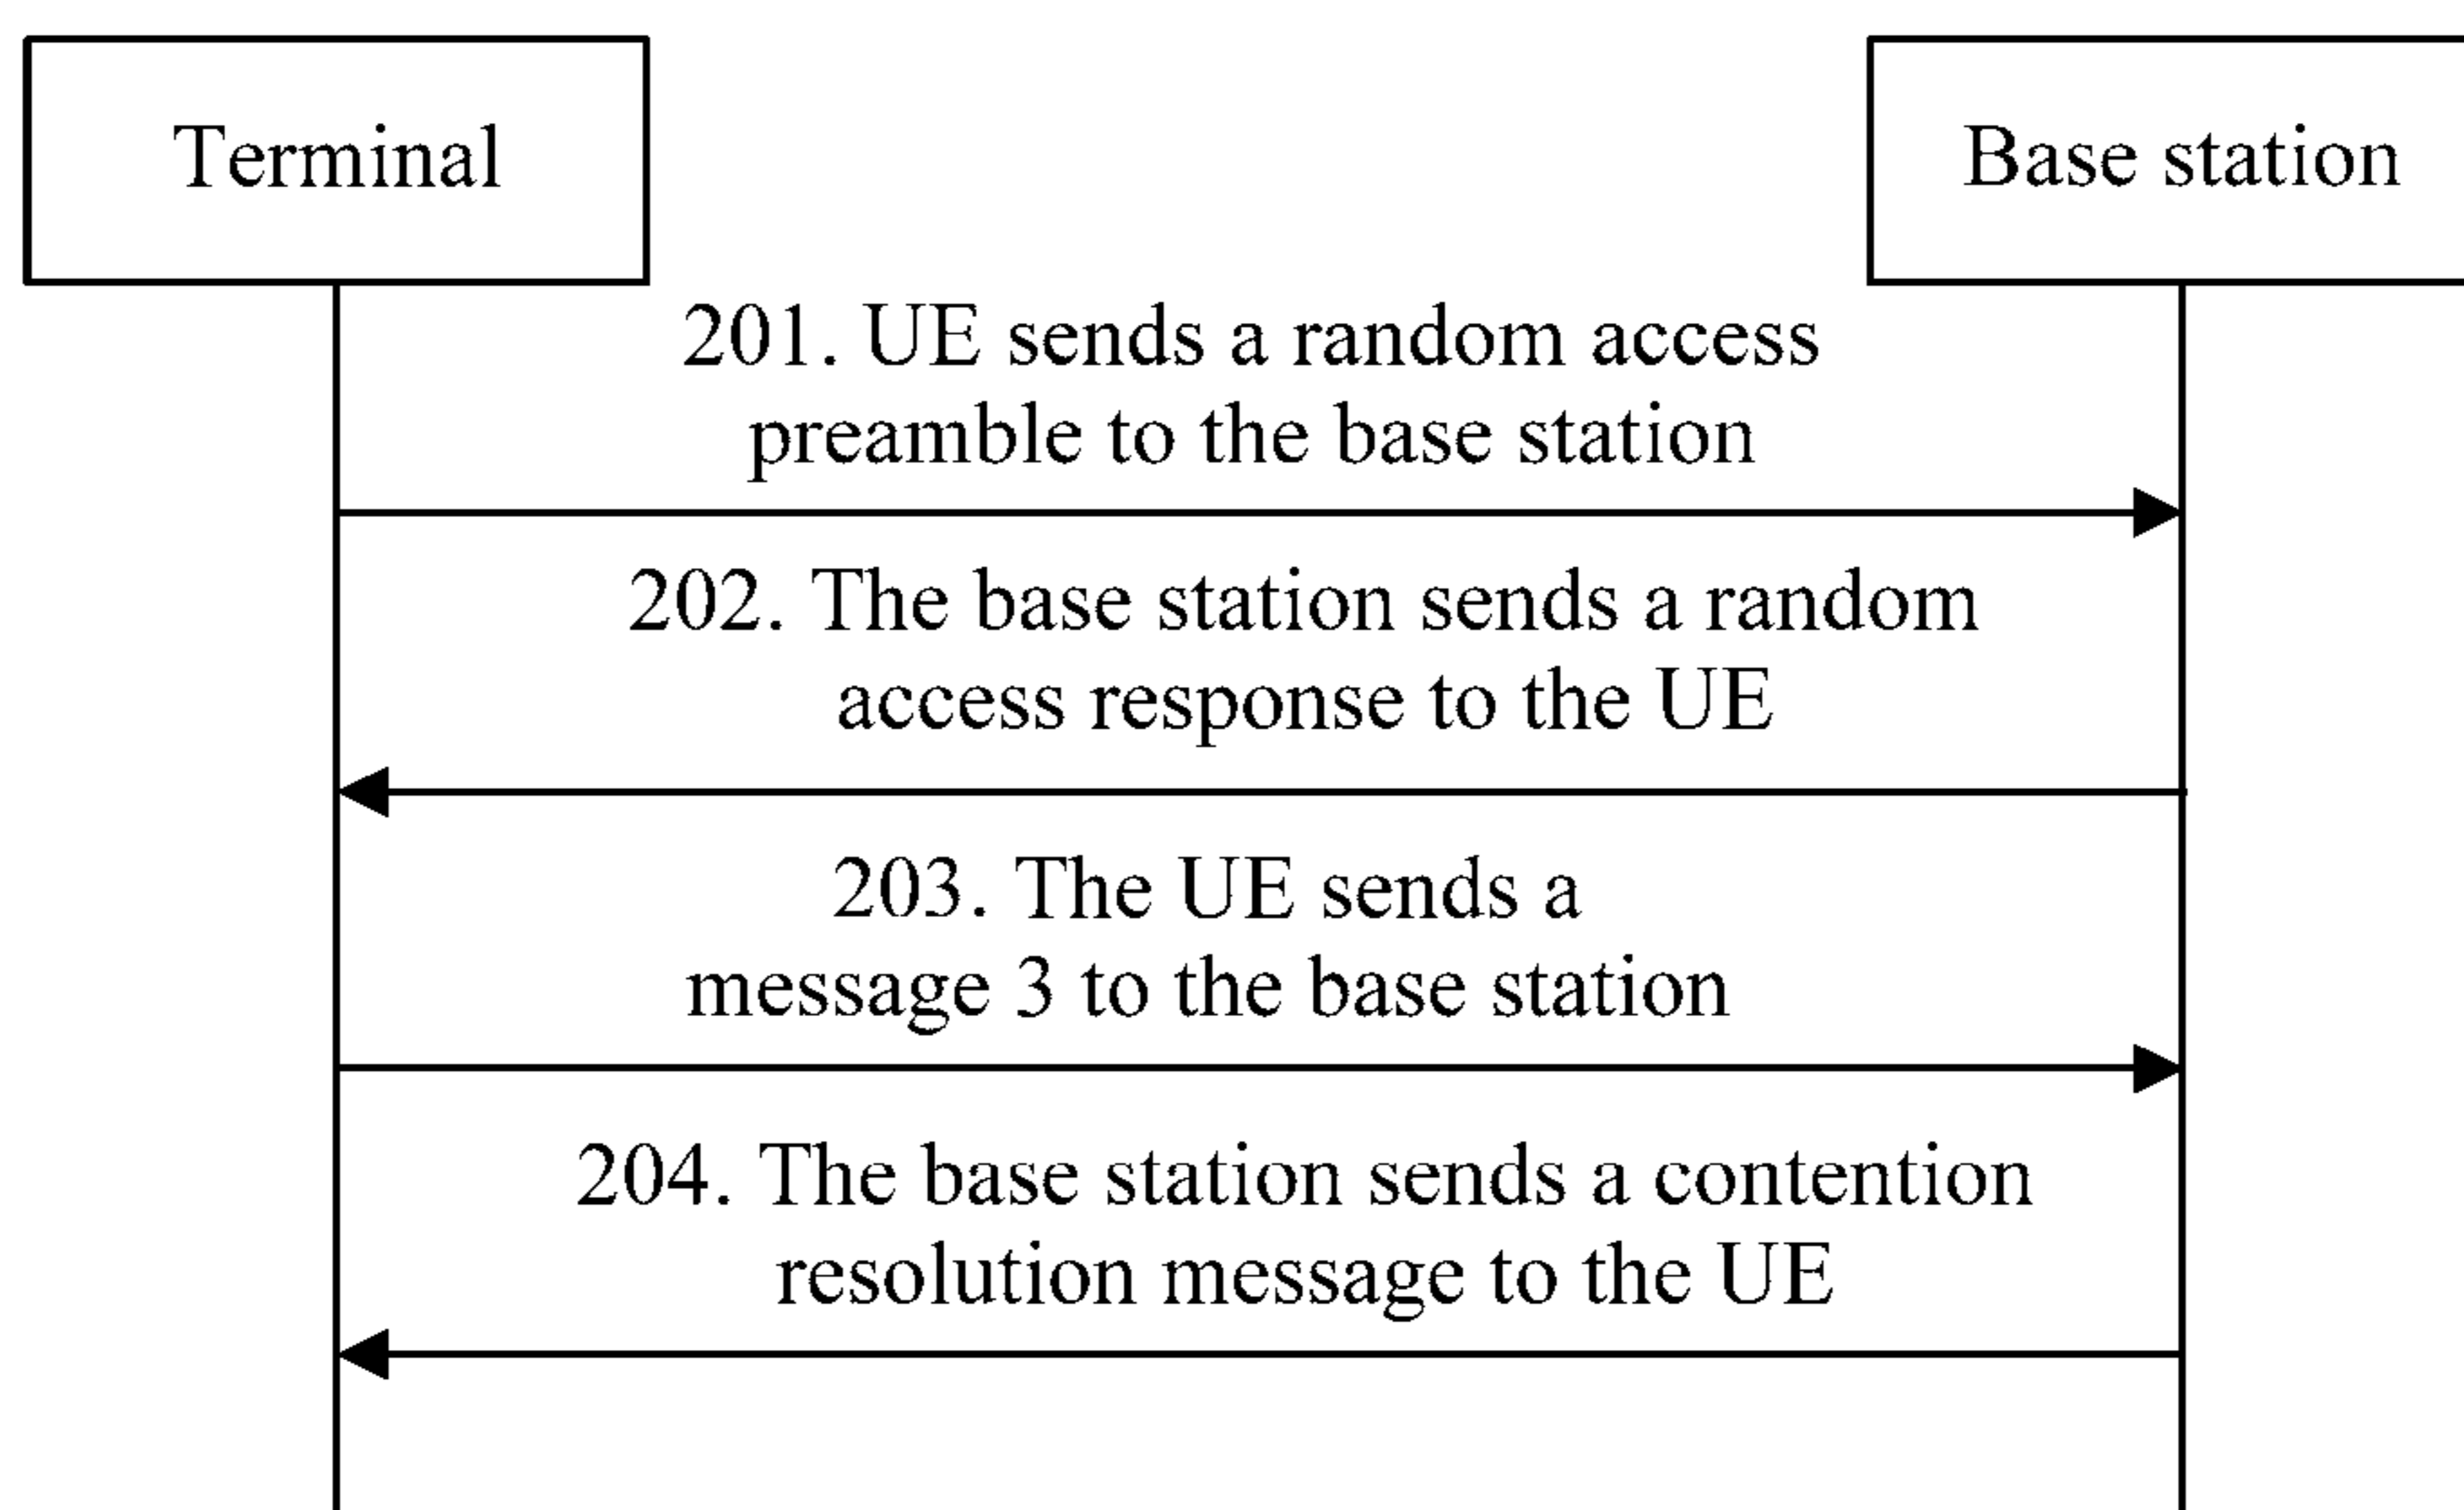 Terminal
Base station
201. UE sends a random access
preamble to the base station
202. The base station sends a random
access response to the UE
203. The UE sends a
message 3 to the base station
204. The base station sends a contention
resolution message to the UE